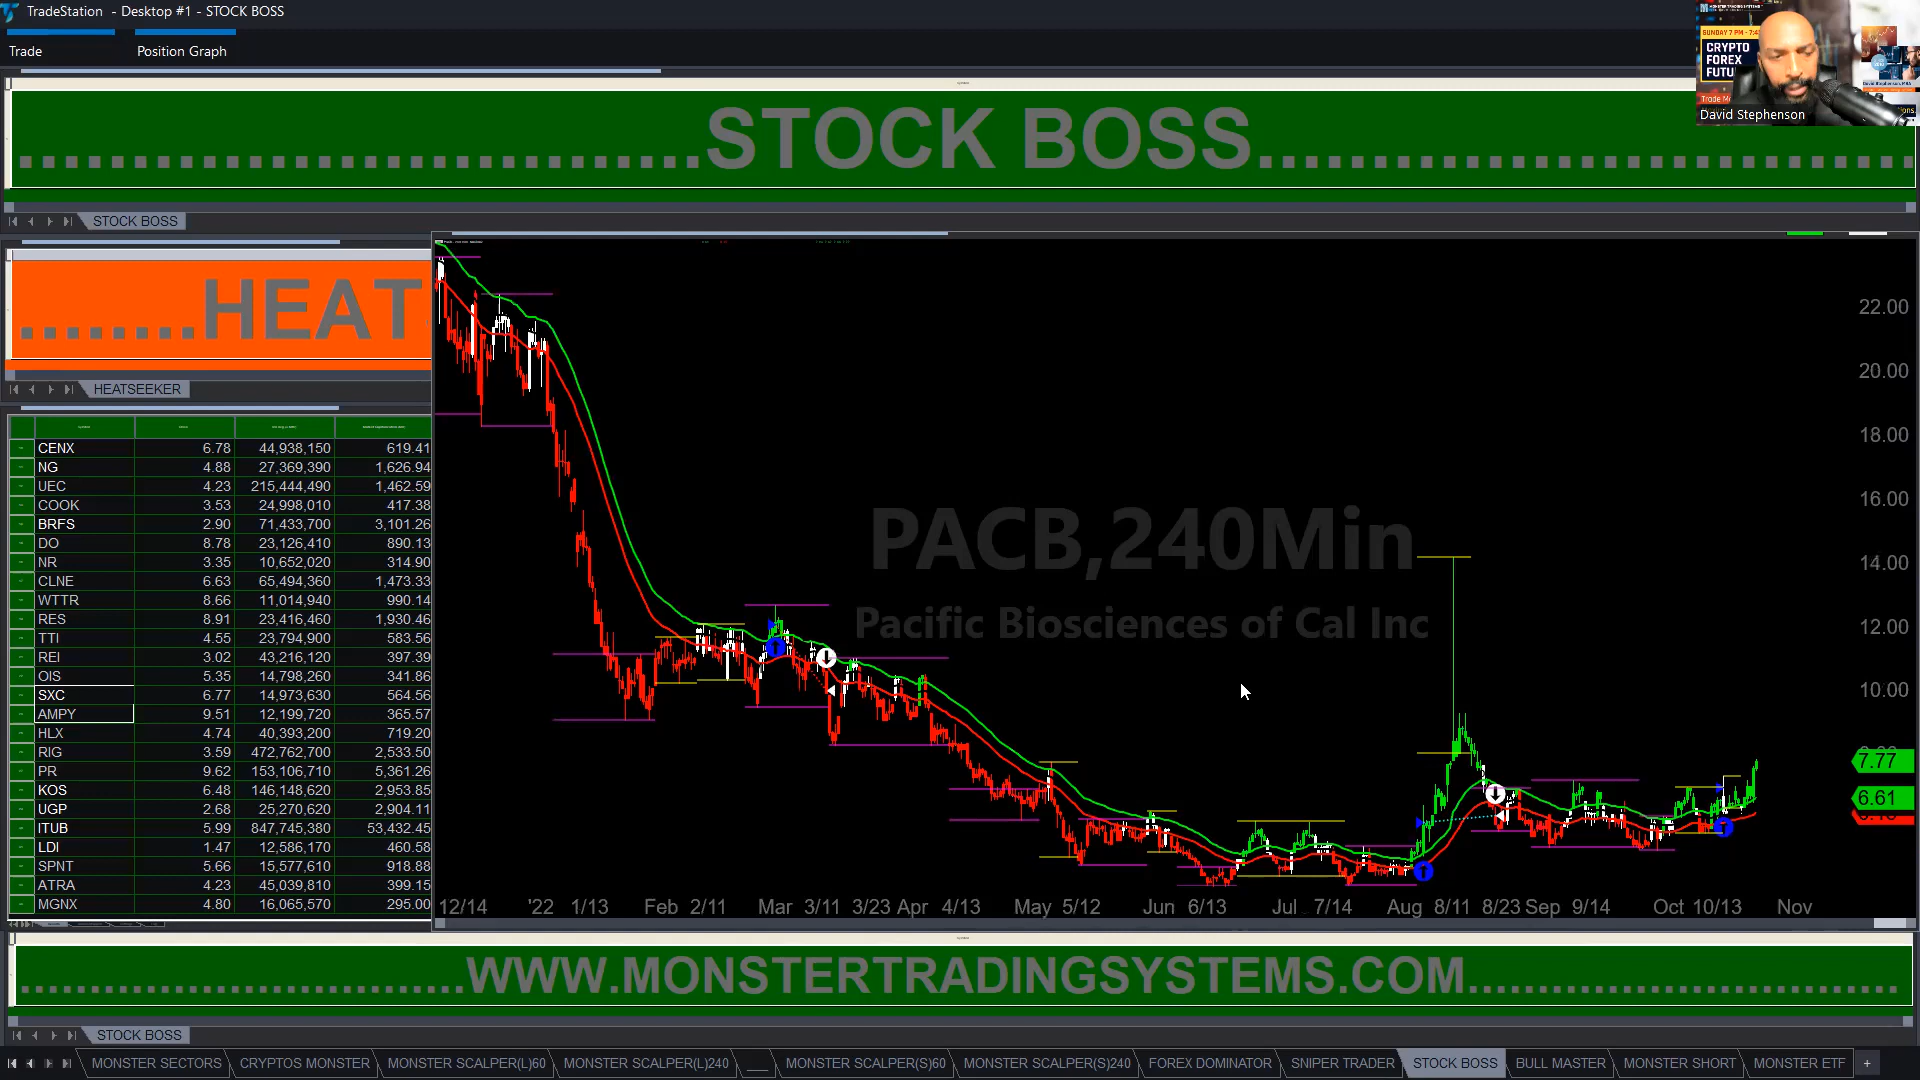 TradeStation - Desktop #1 - STOCK BOSS
Trade Position Graph
SUNDAY 7 PM
CRYPTO
FOREX
David Stephenson
STOCK BOSS
STOCK BOSS
........HEAT
HEATSEEKER
CENX 6.78 44,938,150 619.41
NG 4.88 27,369,390 1,626.94
UEC 4.23 215,444,490 1,462.59
COOK 3.53 24,998,010 417.38
BRFS 2.90 71,433,700 3,101.26
DO 8.78 23,126,410 890.13
NR 3.35 10,652,020 314.90
CLNE 6.63 65,494,360 1,473.33
WTTR 8.66 11,014,940 990.14
RES 8.91 23,416,460 1,930.46
TTI 4.55 23,794,900 583.56
REI 3.02 43,216,120 397.39
OIS 5.35 14,798,260 341.86
SXC 6.77 14,973,630 564.56
AMPY 9.51 12,199,720 365.57
HLX 4.74 40,393,200 719.20
RIG 3.59 472,762,700 2,533.50
PR 9.62 153,106,710 5,361.26
KOS 6.48 146,148,620 2,953.85
UGP 2.68 25,270,620 2,904.11
ITUB 5.99 847,745,380 53,432.45
LDI 1.47 12,586,170 460.58
SPNT 5.66 15,577,610 918.88
ATRA 4.23 45,039,810 399.15
MGNX 4.80 16,065,570 295.00
PACB,240Min
Pacific Biosciences of Cal Inc
22.00
20.00
18.00
16.00
14.00
12.00
10.00
7.77
6.61
12/14 '22 1/13 Feb 2/11 Mar 3/11 3/23 Apr 4/13 May 5/12 Jun 6/13 Jul 7/14 Aug 8/11 8/23 Sep 9/14 Oct 10/13 Nov
WWW.MONSTERTRADINGSYSTEMS.COM
STOCK BOSS
MONSTER SECTORS CRYPTOS MONSTER MONSTER SCALPER(L)60 MONSTER SCALPER(L)240 ___ MONSTER SCALPER(S)60 MONSTER SCALPER(S)240 FOREX DOMINATOR SNIPER TRADER STOCK BOSS BULL MASTER MONSTER SHORT MONSTER ETF +